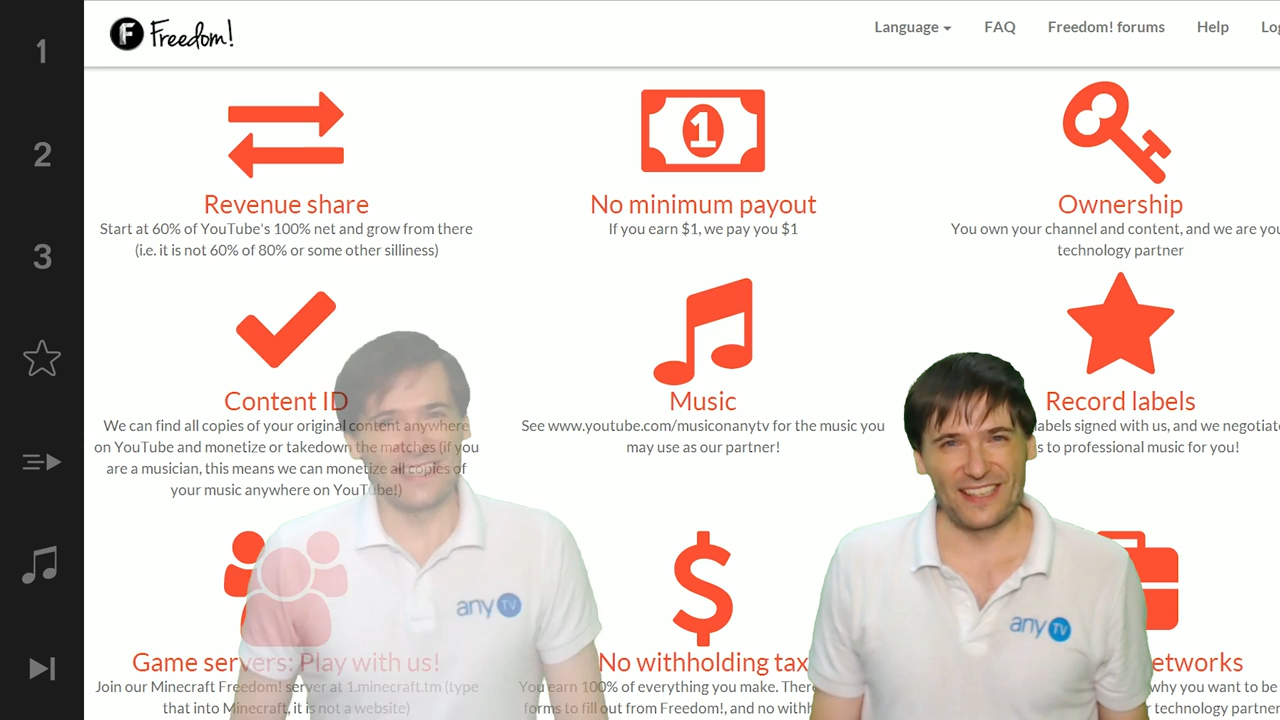 1
2
3
F Freedom!
Language
FAQ
Freedom! forums
Help
1
Revenue share
Start at 60% of YouTube's 100% net and grow from there
(i.e. it is not 60% of 80% or some other silliness)
No minimum payout
If you earn $1, we pay you $1
Ownership
You own your channel and content, and we are
technology partner
Content ID
We can find all copies of your original content anywhere
on YouTube and monetize or takedown the matches (if you
are a musician, this means we can monetize all copies of
your music anywhere on YouTube!)
Music
See www.youtube.com/musiconanytv for the music you
may use as our partner!
Record labels
labels signed with us, and we negotiate
to professional music for you!
$
Game servers: Play with us!
Join our Minecraft Freedom! server at 1.minecraft.tm (type
that into Minecraft, it is not a website)
No withholding tax
You earn 100% of everything you make.
forms to fill out from Freedom!, and no
why you want to be
technology partner
any TV
any TV